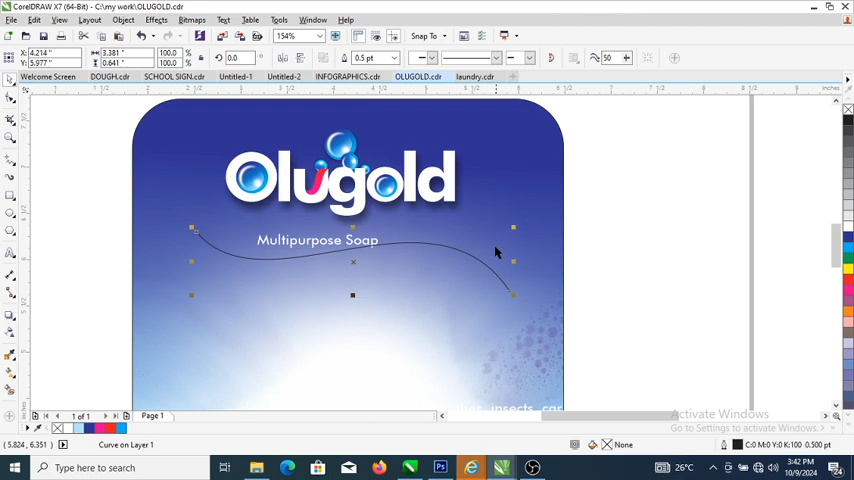 CorelDRAW X7 (64-Bit) - C:\my work\OLUGOLD.cdr
File Edit View Layout Object Effects Bitmaps Text Table Tools Window Help
154% Snap To
X: 4.214 " 3.381 " 100.0 %
Y: 5.977 " 0.641 " 100.0 %
0.0 ° 0.5 pt 50
Welcome Screen DOUGH.cdr SCHOOL SIGN.cdr Untitled-1 Untitled-2 INFOGRAPHICS.cdr OLUGOLD.cdr laundry.cdr
inches
Olugold
Multipurpose Soap
insects
1 of 1 Page 1
Activate Windows
Go to Settings to activate Windows.
(5.824, 6.351) Curve on Layer 1 None C:0 M:0 Y:0 K:100 0.500 pt
Type here to search
26°C
3:42 PM
10/9/2024
24